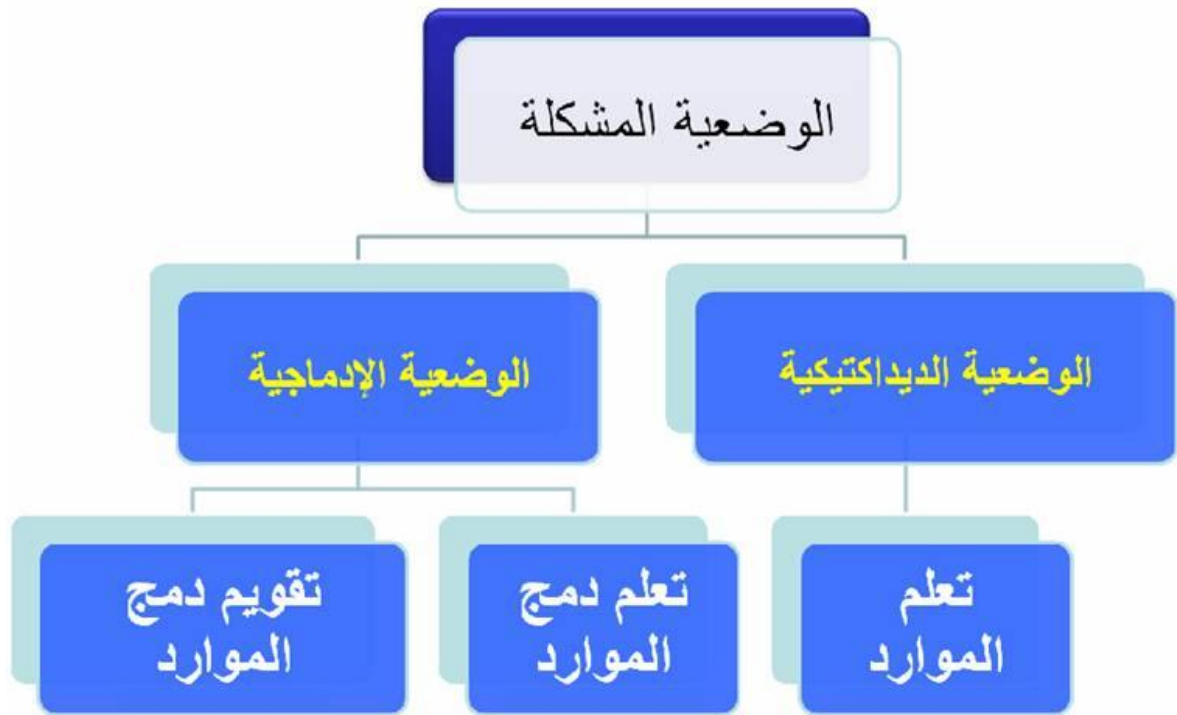 الوضعية المشكلة
الوضعية الديداكتيكية
الوضعية الإدماجية
تعلم
الموارد
تعلم دمج
الموارد
تقويم دمج
الموارد